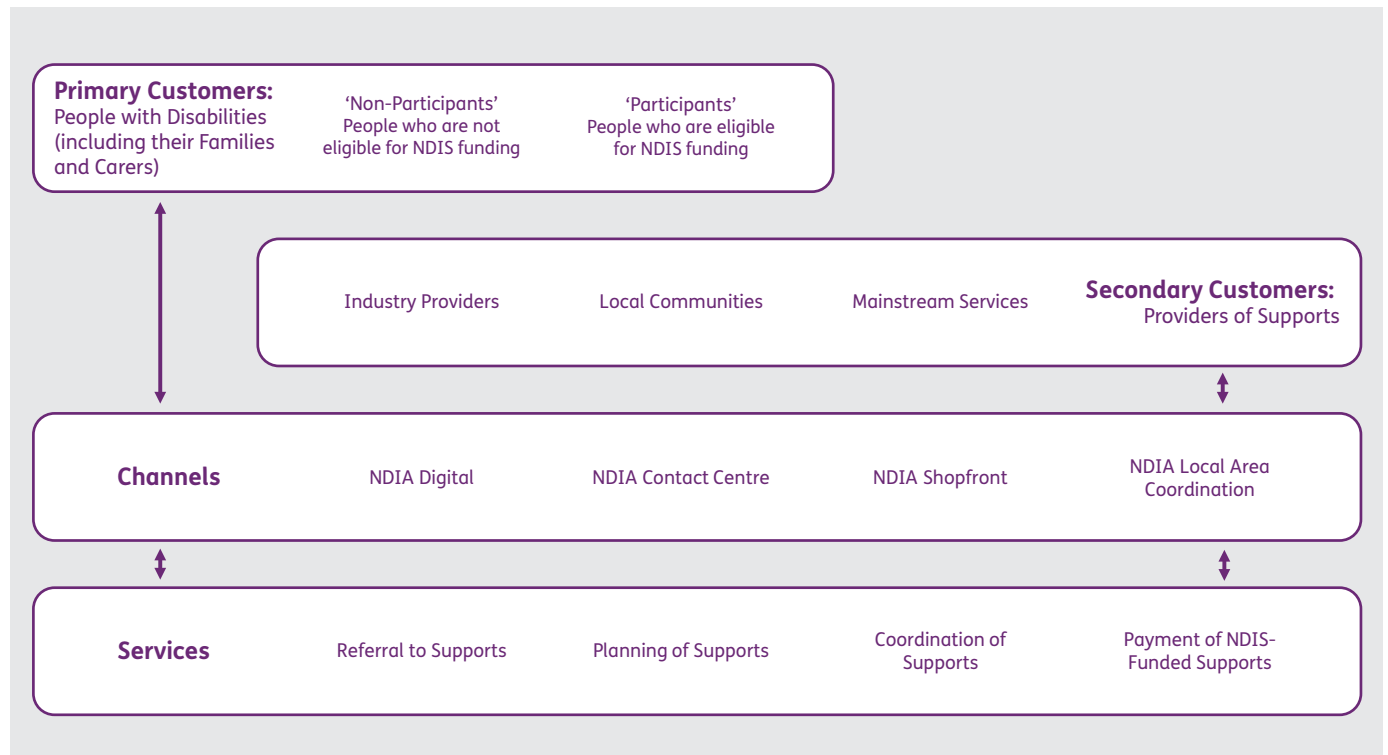 Primary Customers:
People with Disabilities
(including their Families
and Carers)
‘Non-Participants’
People who are not
eligible for NDIS funding
‘Participants’
People who are eligible
for NDIS funding
Industry Providers
Local Communities
Mainstream Services
Secondary Customers:
Providers of Supports
Channels
NDIA Digital
NDIA Contact Centre
NDIA Shopfront
NDIA Local Area
Coordination
Services
Referral to Supports
Planning of Supports
Coordination of
Supports
Payment of NDIS-
Funded Supports